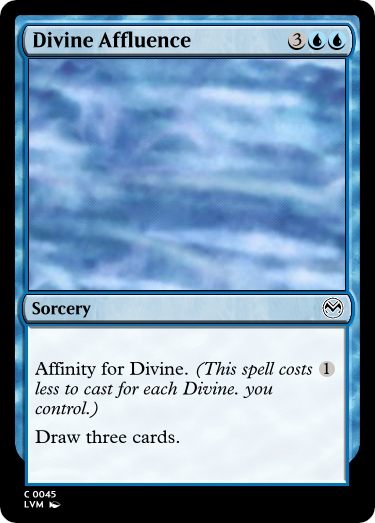 Divine Affluence 3
Sorcery
Affinity for Divine. (This spell costs 1
less to cast for each Divine. you
control.)
Draw three cards.
C 0045
LVM